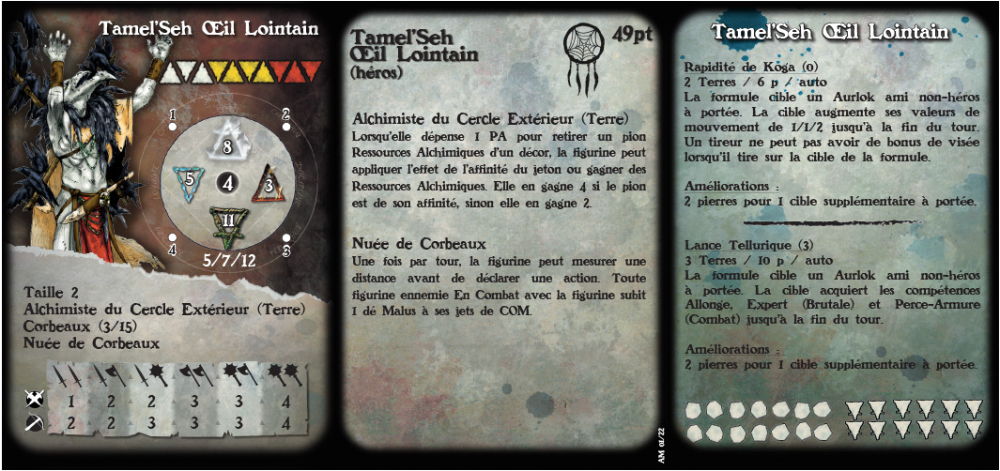 Tamel'Seh Œil Lointain
1
2
8
5
4
3
11
4
3
5/7/12
Taille 2
Alchimiste du Cercle Extérieur (Terre)
Corbeaux (3/15)
Nuée de Corbeaux
1 2 2 3 3 4
2 2 3 3 3 4
Tamel'Seh
Œil Lointain
(héros)
49pt
Alchimiste du Cercle Extérieur (Terre)
Lorsqu'elle dépense 1 PA pour retirer un pion
Ressources Alchimiques d'un décor, la figurine peut
appliquer l'effet de l'affinité du jeton ou gagner des
Ressources Alchimiques. Elle en gagne 4 si le pion
est de son affinité, sinon elle en gagne 2.
Nuée de Corbeaux
Une fois par tour, la figurine peut mesurer une
distance avant de déclarer une action. Toute
figurine ennemie En Combat avec la figurine subit
1 dé Malus à ses jets de COM.
AM 01/22
Tamel'Seh Œil Lointain
Rapidité de Kôga (0)
2 Terres / 6 p / auto
La formule cible un Aurlok ami non-héros
à portée. La cible augmente ses valeurs de
mouvement de 1/1/2 jusqu'à la fin du tour.
Un tireur ne peut pas avoir de bonus de visée
lorsqu'il tire sur la cible de la formule.
Améliorations :
2 pierres pour 1 cible supplémentaire à portée.
Lance Tellurique (3)
3 Terres / 10 p / auto
La formule cible un Aurlok ami non-héros
à portée. La cible acquiert les compétences
Allonge, Expert (Brutale) et Perce-Armure
(Combat) jusqu'à la fin du tour.
Améliorations :
2 pierres pour 1 cible supplémentaire à portée.